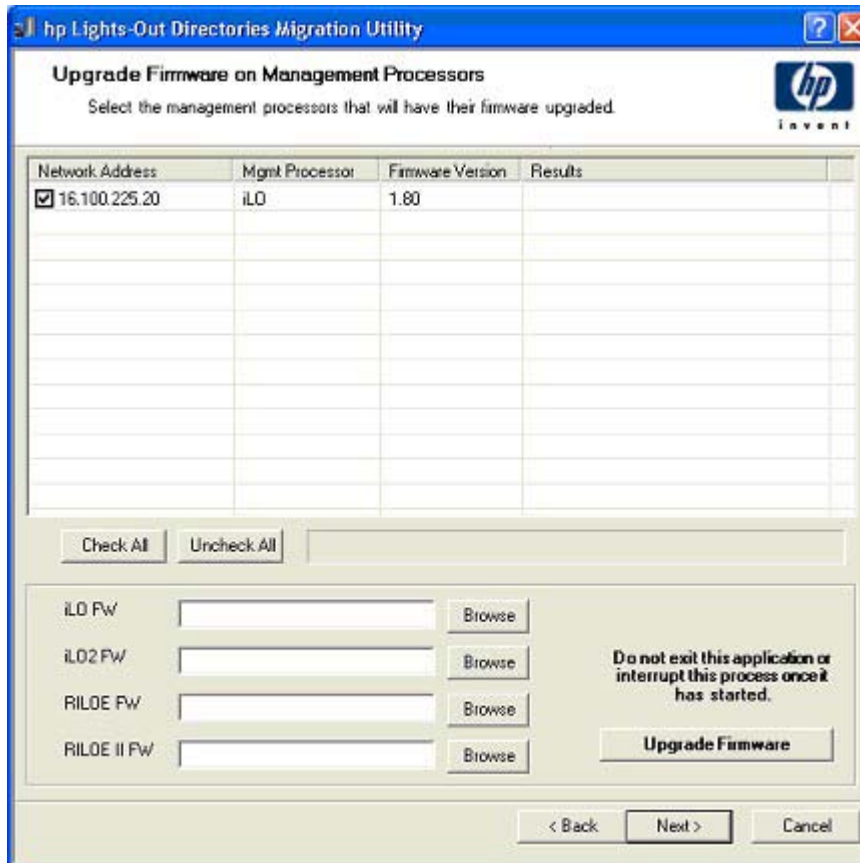 hp Lights-Out Directories Migration Utility
Upgrade Firmware on Management Processors
Select the management processors that will have their firmware upgraded.
hp
invent
Network Address Mgmt Processor Firmware Version Results
16.100.225.20 iLO 1.80
Check All Uncheck All
iLO FW Browse
iLO2 FW Browse
RILOE FW Browse
RILOE II FW Browse
Do not exit this application or
interrupt this process once it
has started.
Upgrade Firmware
< Back Next > Cancel